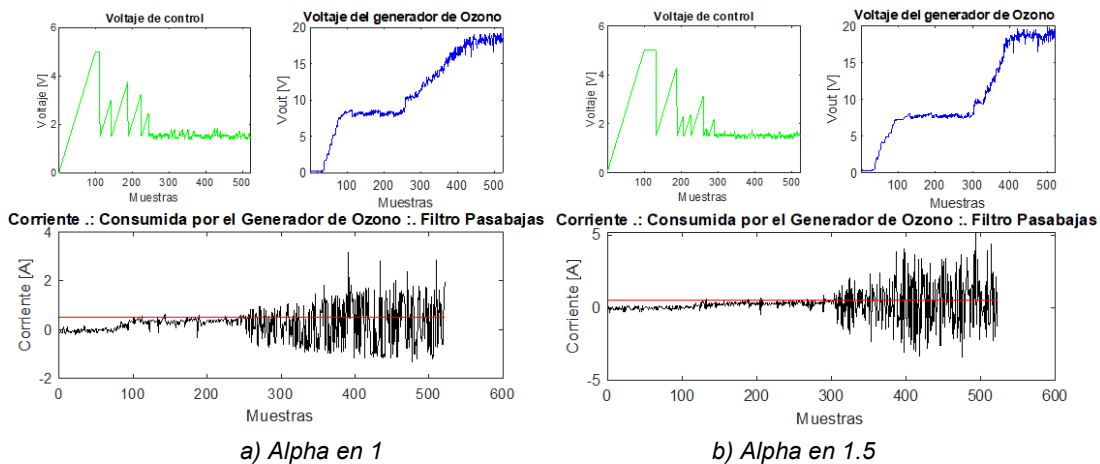 Voltaje de control
Voltaje [V]
6
4
2
0
100 200 300 400 500
Muestras
Voltaje del generador de Ozono
Vout [V]
20
15
10
5
0
100 200 300 400 500
Muestras
Corriente .: Consumida por el Generador de Ozono :. Filtro Pasabajas
Corriente [A]
4
2
0
-2
0 100 200 300 400 500 600
Muestras
a) Alpha en 1
Voltaje de control
Voltaje [V]
6
4
2
0
100 200 300 400 500
Muestras
Voltaje del generador de Ozono
Vout [V]
20
15
10
5
0
100 200 300 400 500
Muestras
Corriente .: Consumida por el Generador de Ozono :. Filtro Pasabajas
Corriente [A]
5
0
-5
0 100 200 300 400 500 600
Muestras
b) Alpha en 1.5